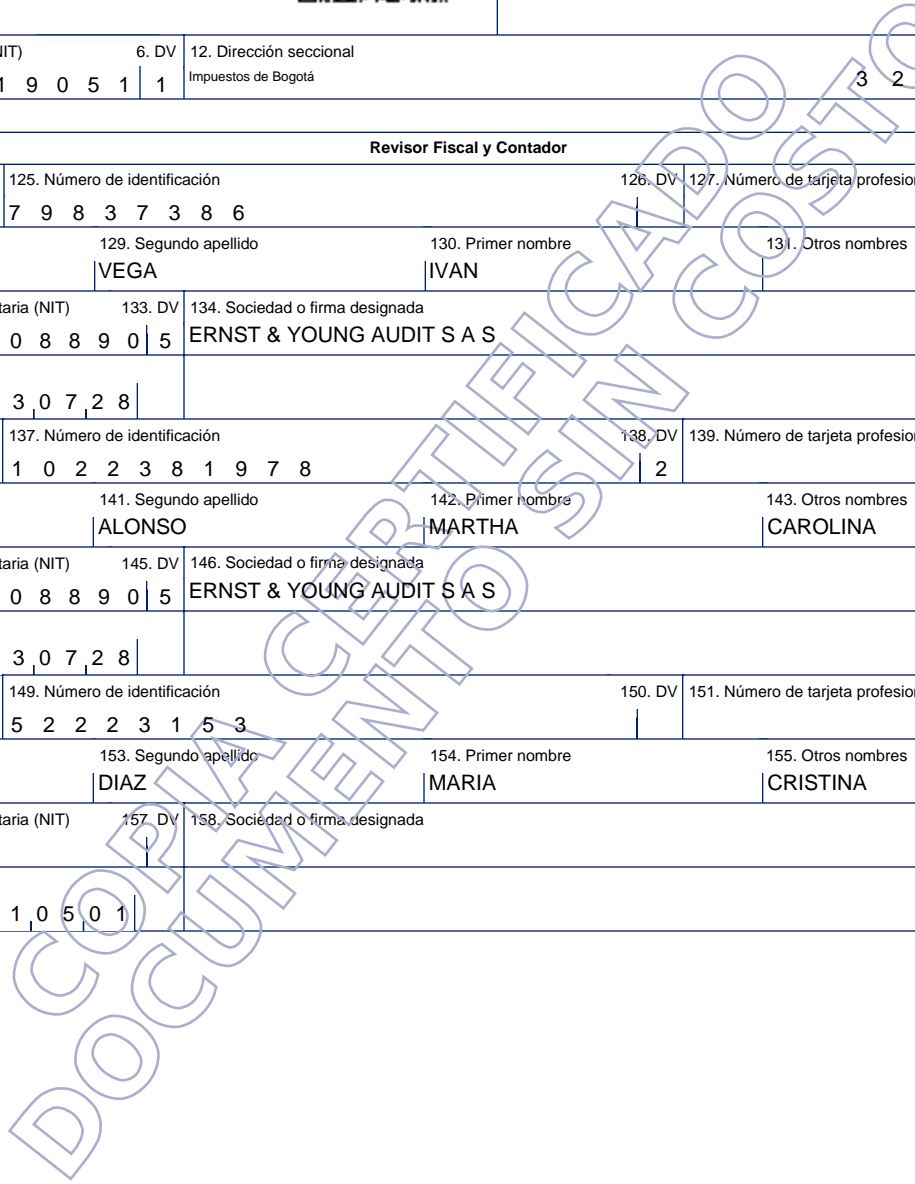 IT) 6. DV 12. Dirección seccional
1 9 0 5 1 1 Impuestos de Bogotá 3 2
Revisor Fiscal y Contador
125. Número de identificación 126. DV 127. Número de tarjeta profesion
7 9 8 3 7 3 8 6
129. Segundo apellido 130. Primer nombre 131. Otros nombres
VEGA IVAN
taria (NIT) 133. DV 134. Sociedad o firma designada
0 8 8 9 0 5 ERNST & YOUNG AUDIT S A S
3 0 7 2 8
137. Número de identificación 138. DV 139. Número de tarjeta profesion
1 0 2 2 3 8 1 9 7 8 2
141. Segundo apellido 142. Primer nombre 143. Otros nombres
ALONSO MARTHA CAROLINA
taria (NIT) 145. DV 146. Sociedad o firma designada
0 8 8 9 0 5 ERNST & YOUNG AUDIT S A S
3 0 7 2 8
149. Número de identificación 150. DV 151. Número de tarjeta profesion
5 2 2 2 3 1 5 3
153. Segundo apellido 154. Primer nombre 155. Otros nombres
DIAZ MARIA CRISTINA
taria (NIT) 157. DV 158. Sociedad o firma designada
1 0 5 0 1
COPIA CERTIFICADO
DOCUMENTO SIN COSTO